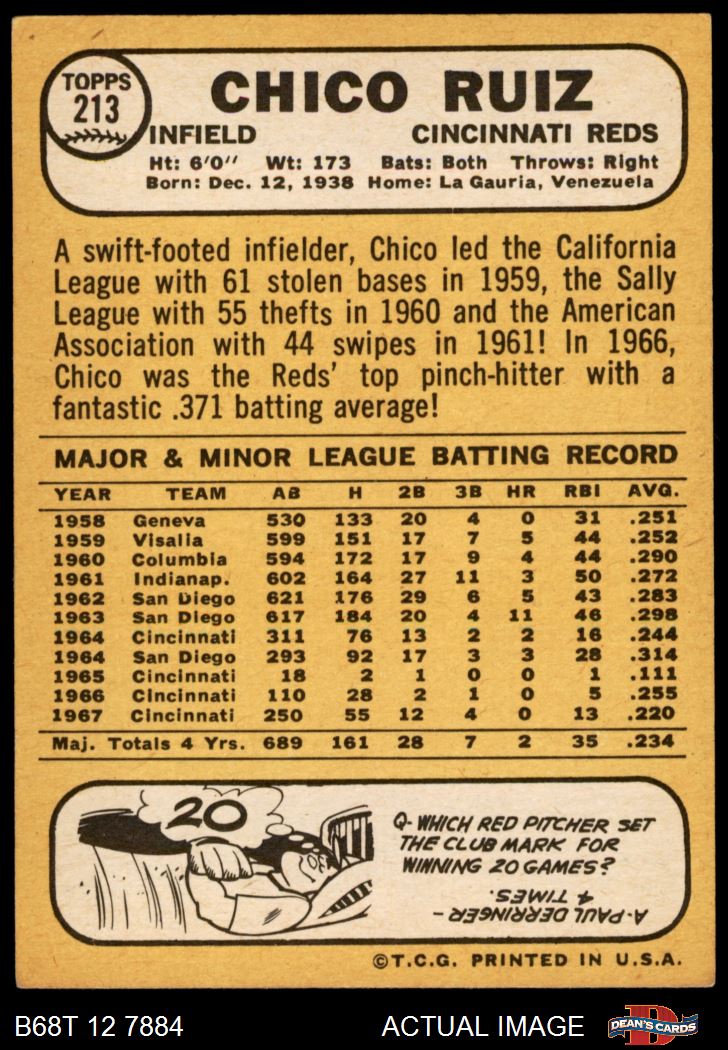 TOPPS
213
CHICO RUIZ
INFIELD CINCINNATI REDS
Ht: 6'0" Wt: 173 Bats: Both Throws: Right
Born: Dec. 12, 1938 Home: La Gauria, Venezuela
A swift-footed infielder, Chico led the California
League with 61 stolen bases in 1959, the Sally
League with 55 thefts in 1960 and the American
Association with 44 swipes in 1961! In 1966,
Chico was the Reds' top pinch-hitter with a
fantastic .371 batting average!
MAJOR & MINOR LEAGUE BATTING RECORD
YEAR TEAM AB H 2B 3B HR RBI AVG.
1958 Geneva 530 133 20 4 0 31 .251
1959 Visalia 599 151 17 7 5 44 .252
1960 Columbia 594 172 17 9 4 44 .290
1961 Indianap. 602 164 27 11 3 50 .272
1962 San Diego 621 176 29 6 5 43 .283
1963 San Diego 617 184 20 4 11 46 .298
1964 Cincinnati 311 76 13 2 2 16 .244
1964 San Diego 293 92 17 3 3 28 .314
1965 Cincinnati 18 2 1 0 0 1 .111
1966 Cincinnati 110 28 2 1 0 5 .255
1967 Cincinnati 250 55 12 4 0 13 .220
Maj. Totals 4 Yrs. 689 161 28 7 2 35 .234
20
Q- WHICH RED PITCHER SET
THE CLUB MARK FOR
WINNING 20 GAMES?
A- PAUL DERRINGER –
4 TIMES.
©T.C.G. PRINTED IN U.S.A.
B68T 12 7884 ACTUAL IMAGE
D
DEAN'S CARDS